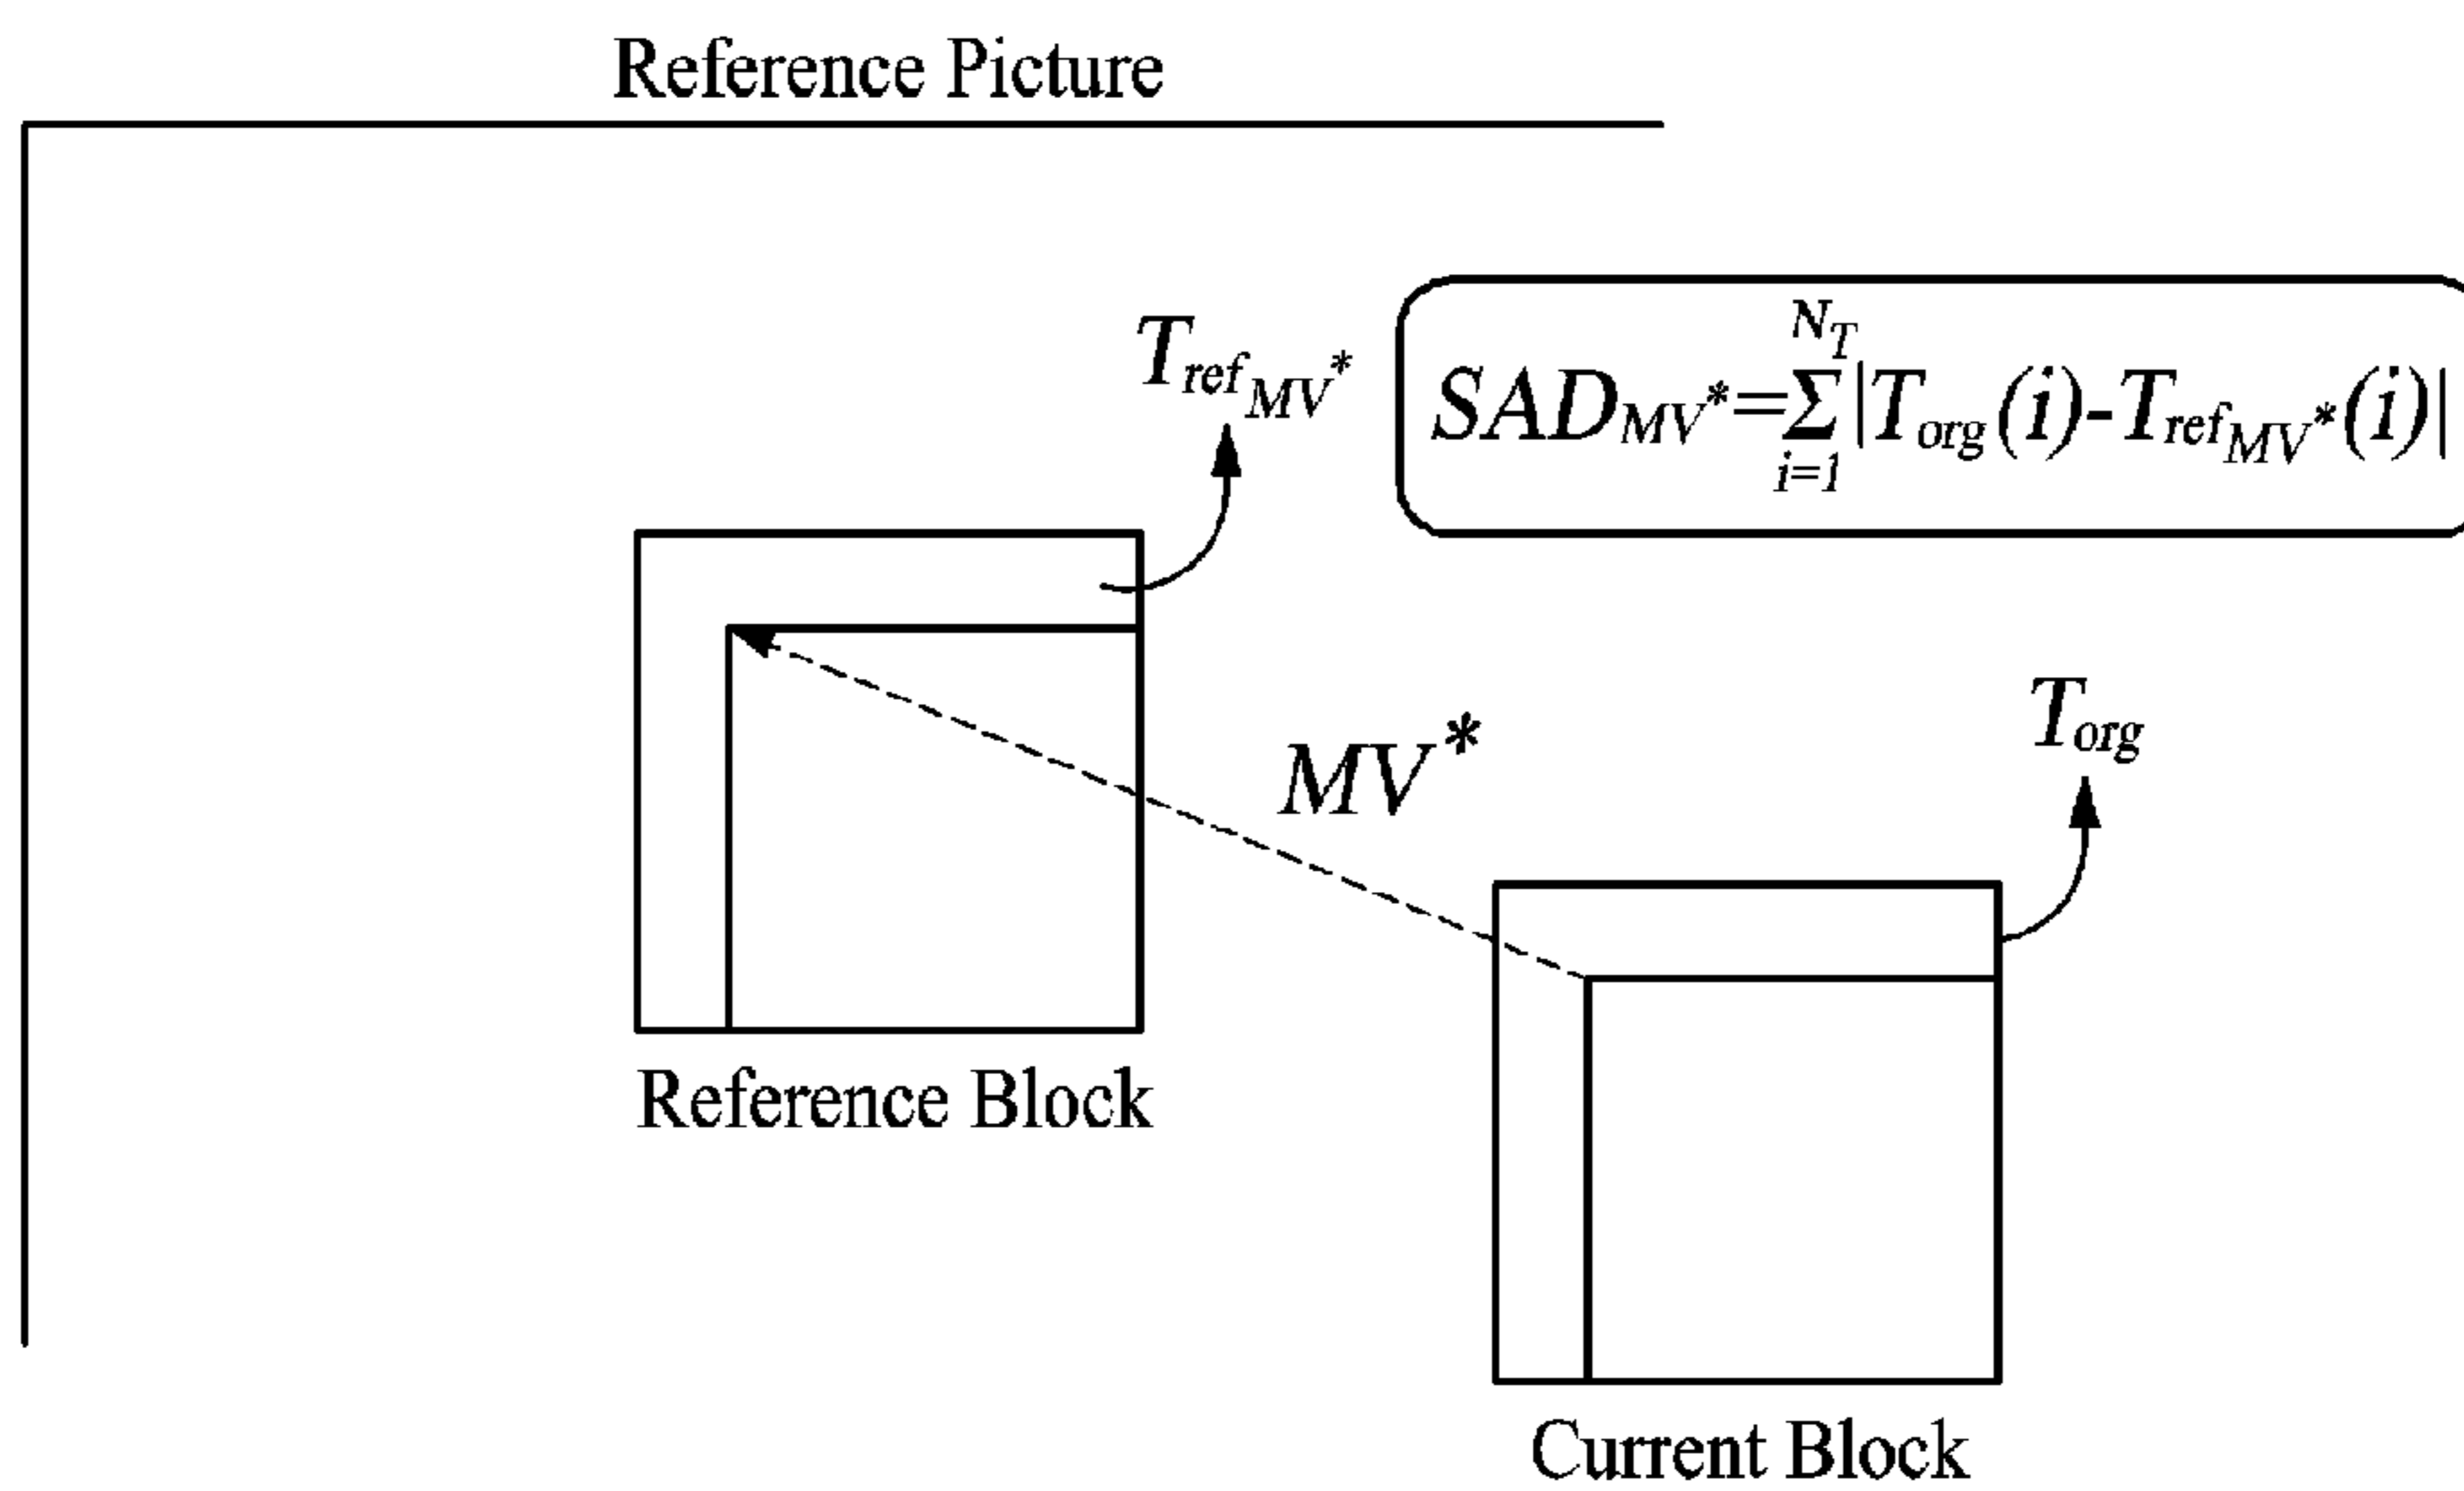 Reference Picture
T_{ref_{MV^*}}
SAD_{MV^*}=\sum_{i=1}^{N_T}|T_{org}(i)-T_{ref_{MV^*}}(i)|
MV^*
T_{org}
Reference Block
Current Block